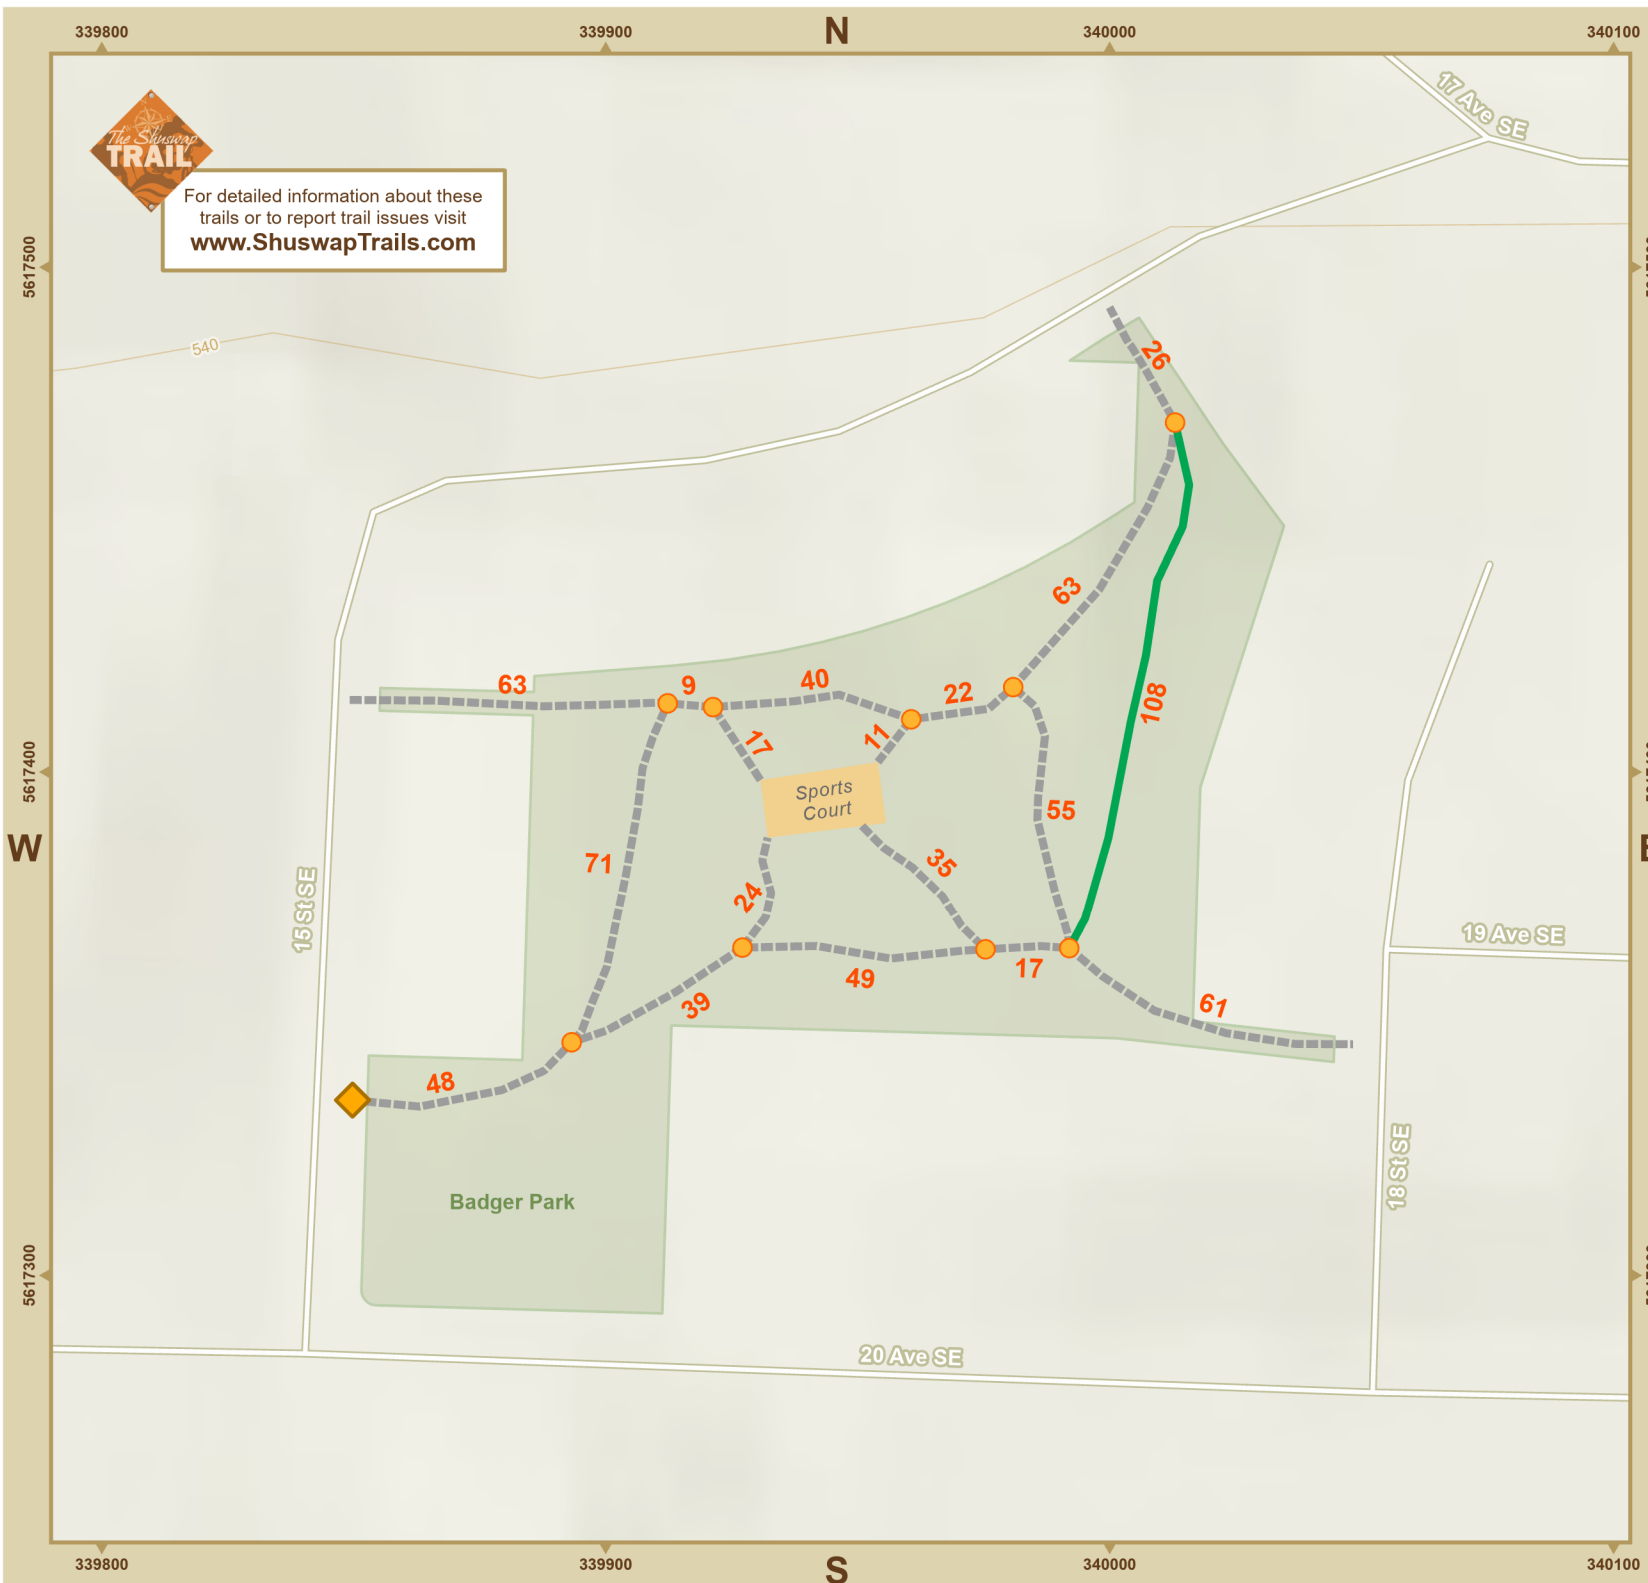 339800
339900
N
340000
340100
17 Ave SE
The Shuswap
TRAIL
For detailed information about these
trails or to report trail issues visit
www.ShuswapTrails.com
5617500
540
26
63
63
9
40
22
108
17
11
Sports
Court
5617400
55
W
71
35
24
15 St SE
19 Ave SE
49
17
39
61
48
18 St SE
Badger Park
5617300
20 Ave SE
339800
339900
S
340000
340100